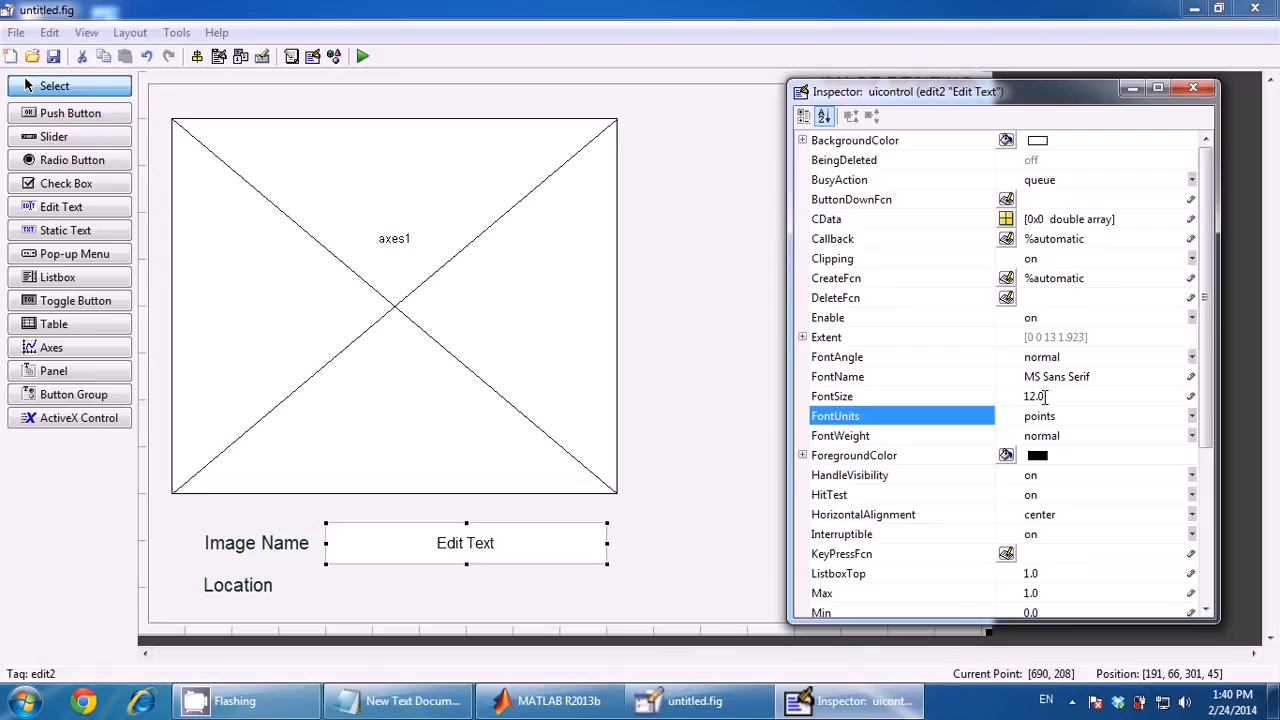 untitled.fig
File Edit View Layout Tools Help
Select
Push Button
Slider
Radio Button
Check Box
Edit Text
Static Text
Pop-up Menu
Listbox
Toggle Button
Table
Axes
Panel
Button Group
ActiveX Control
axes1
Image Name
Edit Text
Location
Inspector: uicontrol (edit2 "Edit Text")
BackgroundColor
BeingDeleted off
BusyAction queue
ButtonDownFcn
CData [0x0 double array]
Callback %automatic
Clipping on
CreateFcn %automatic
DeleteFcn
Enable on
Extent [0 0 13 1.923]
FontAngle normal
FontName MS Sans Serif
FontSize 12.0
FontUnits points
FontWeight normal
ForegroundColor
HandleVisibility on
HitTest on
HorizontalAlignment center
Interruptible on
KeyPressFcn
ListboxTop 1.0
Max 1.0
Min 0.0
Tag: edit2
Current Point: [690, 208]
Position: [191, 66, 301, 45]
Flashing
New Text Docum...
MATLAB R2013b
untitled.fig
Inspector: uicont...
EN
1:40 PM
2/24/2014